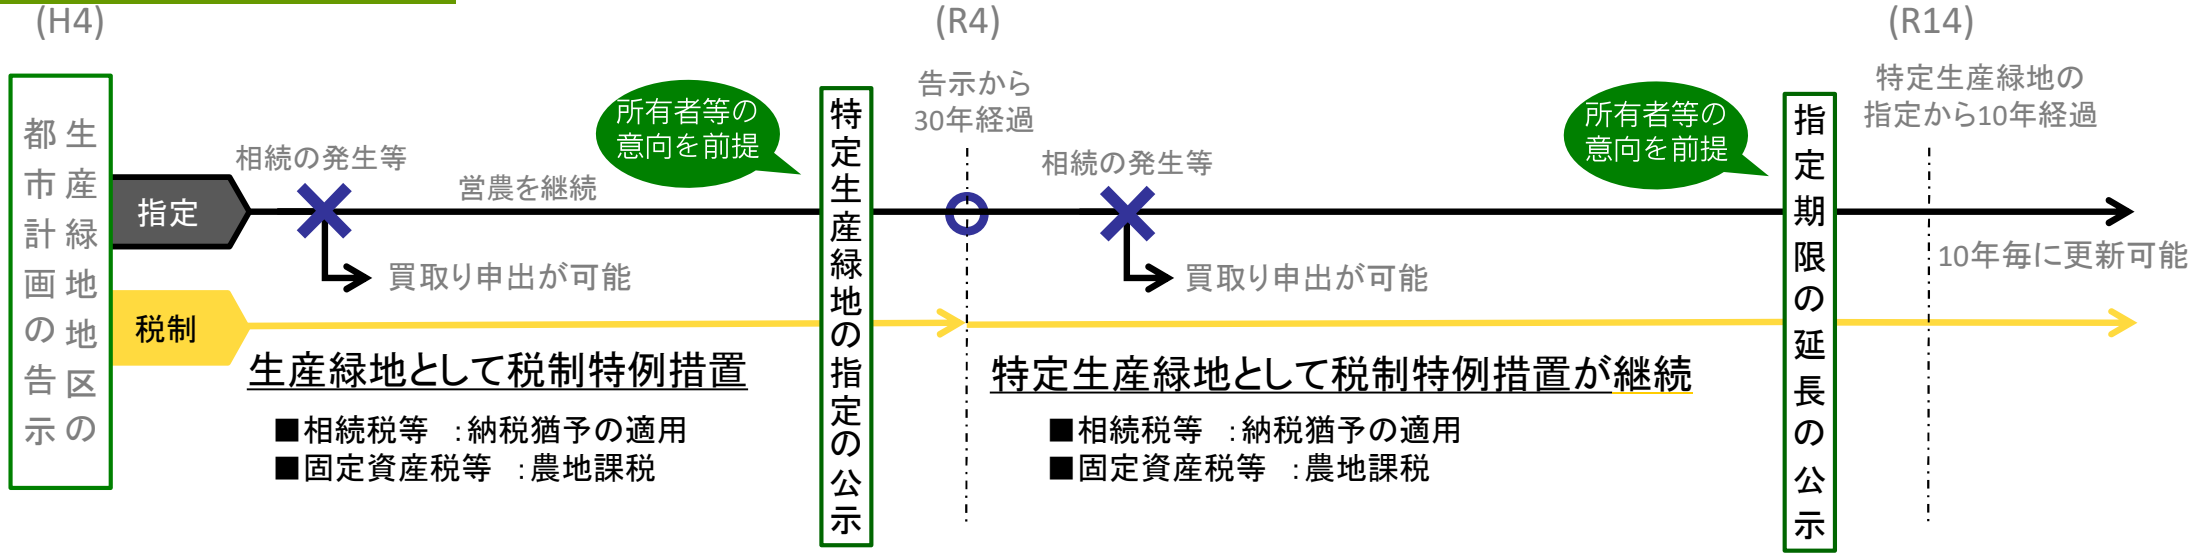 (H4)
(R4)
(R14)
生産緑地地区の
都市計画の告示
指定
税制
相続の発生等
営農を継続
買取り申出が可能
所有者等の
意向を前提
特定生産緑地の指定の公示
告示から
30年経過
相続の発生等
買取り申出が可能
所有者等の
意向を前提
指定期限の延長の公示
特定生産緑地の
指定から10年経過
10年毎に更新可能
生産緑地として税制特例措置
■相続税等 :納税猶予の適用
■固定資産税等 :農地課税
特定生産緑地として税制特例措置が継続
■相続税等 :納税猶予の適用
■固定資産税等 :農地課税